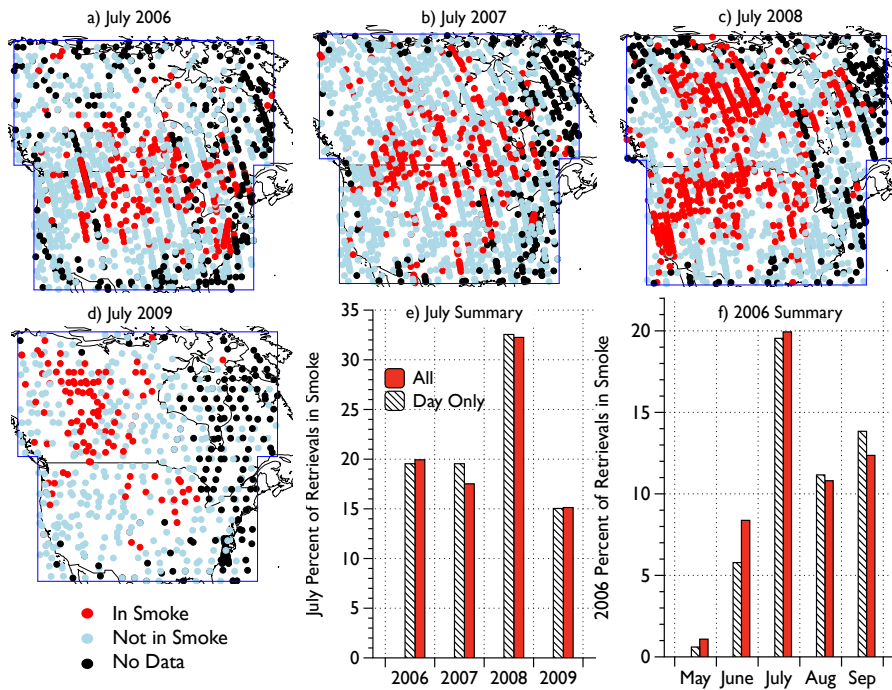 a) July 2006
b) July 2007
c) July 2008
d) July 2009
In Smoke
Not in Smoke
No Data
e) July Summary
July Percent of Retrievals in Smoke
35
30
25
20
15
10
5
0
All
Day Only
2006 2007 2008 2009
f) 2006 Summary
2006 Percent of Retrievals in Smoke
20
15
10
5
0
May June July Aug Sep